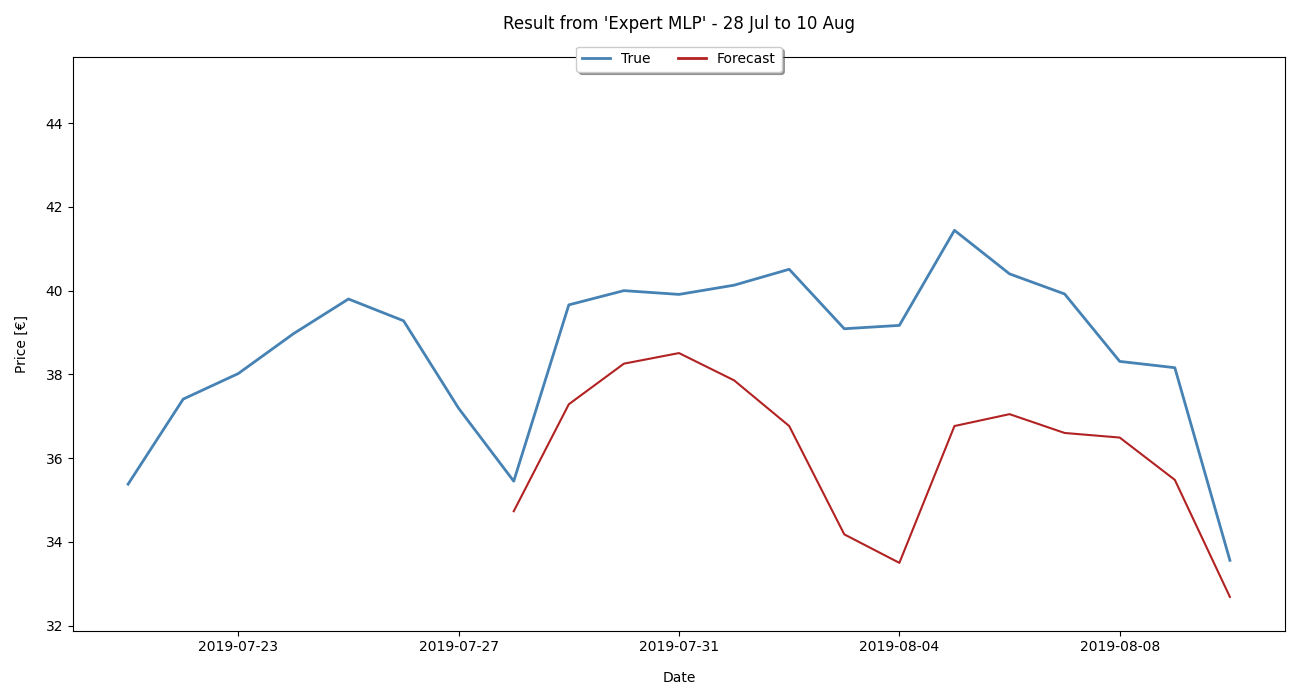 Result from 'Expert MLP' - 28 Jul to 10 Aug
True Forecast
44
42
40
38
36
34
32
Price [€]
2019-07-23 2019-07-27 2019-07-31 2019-08-04 2019-08-08
Date